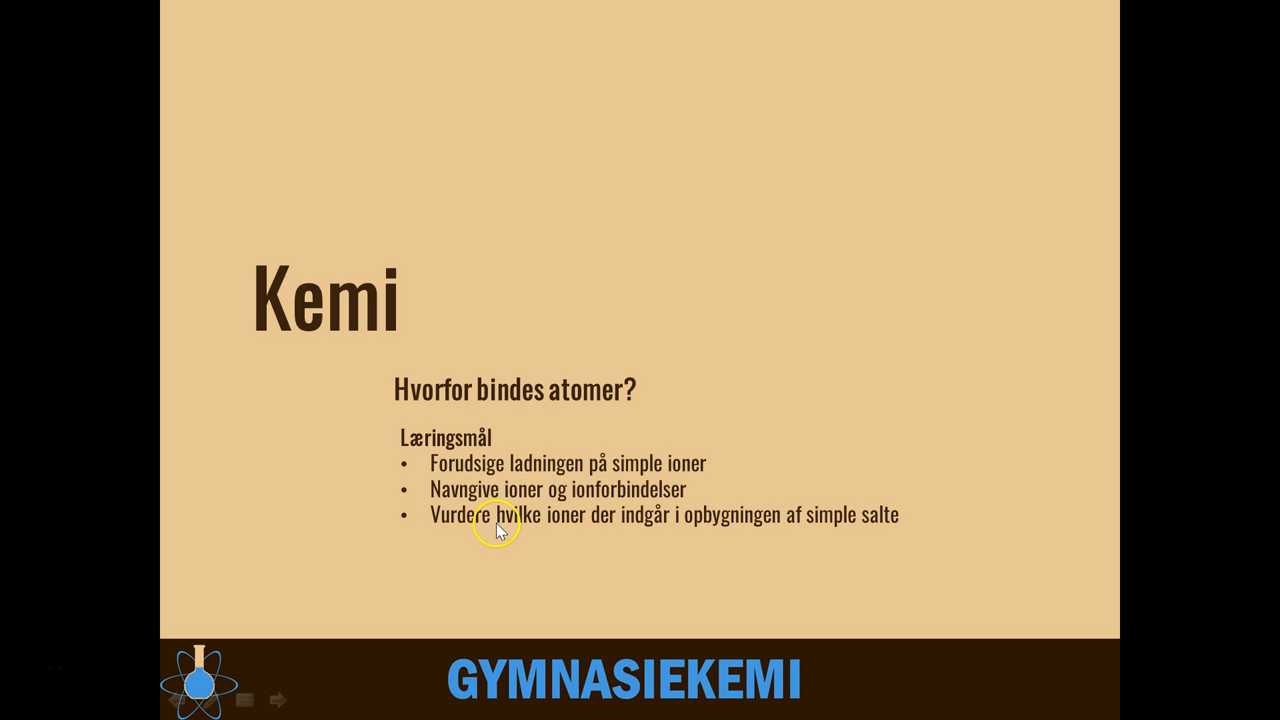 Kemi
Hvorfor bindes atomer?
Læringsmål
• Forudsige ladningen på simple ioner
• Navngive ioner og ionforbindelser
• Vurdere hvilke ioner der indgår i opbygningen af simple salte
GYMNASIEKEMI